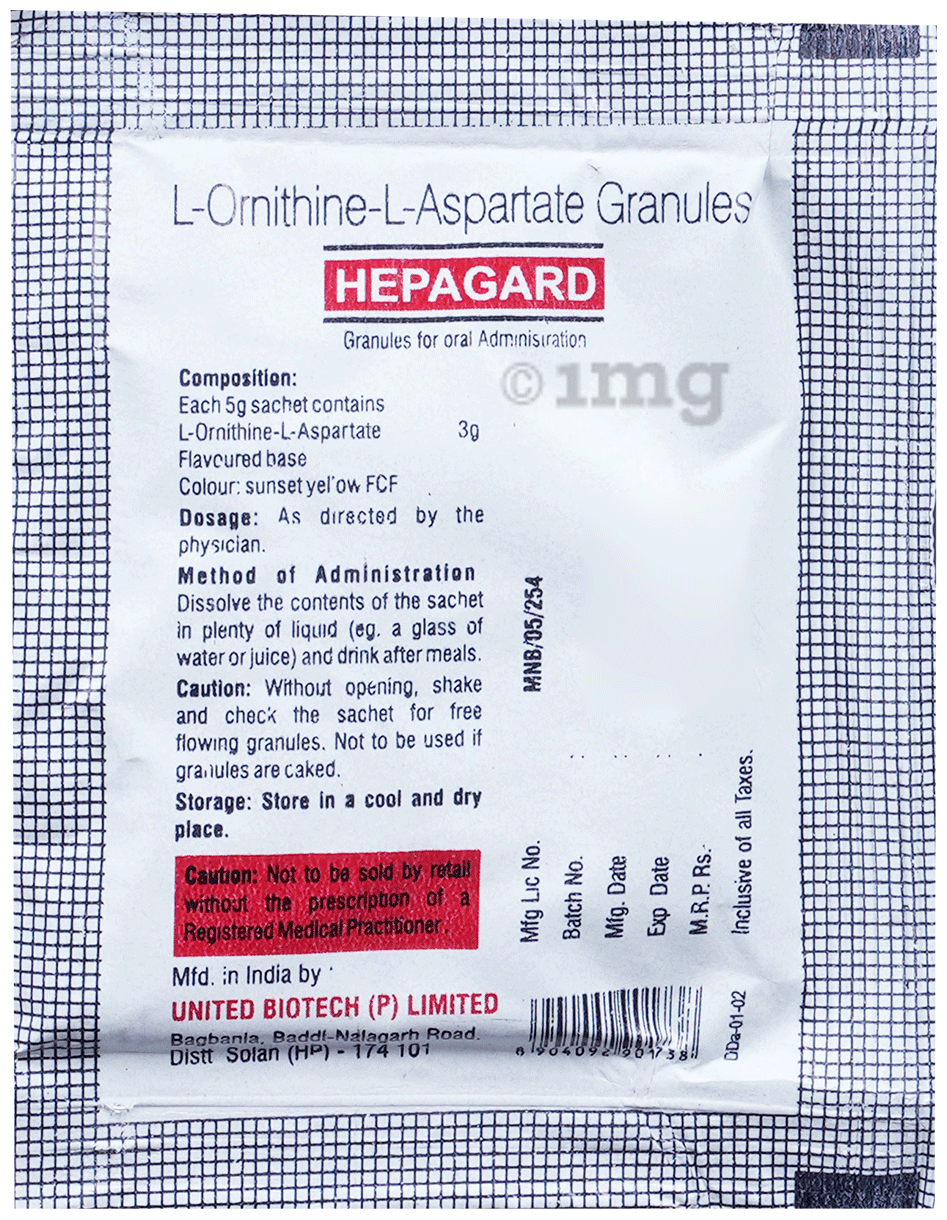 L-Ornithine-L-Aspartate Granules
HEPAGARD
Granules for oral Administration
©1mg
Composition:
Each 5g sachet contains
L-Ornithine-L-Aspartate 3g
Flavoured base
Colour: sunset yellow FCF
Dosage: As directed by the
physician.
Method of Administration
Dissolve the contents of the sachet
in plenty of liquid (eg. a glass of
water or juice) and drink after meals.
Caution: Without opening, shake
and check the sachet for free
flowing granules. Not to be used if
granules are caked.
Storage: Store in a cool and dry
place.
Caution: Not to be sold by retail
without the prescription of a
Registered Medical Practitioner.
Mfd. in India by :
UNITED BIOTECH (P) LIMITED
Bagbania, Baddi-Nalagarh Road.
Distt Solan (HP) - 174 101
Mfg Lic No.
MNB/05/254
Batch No.
Mfg. Date
Exp Date
M.R.P. Rs.:
Inclusive of all Taxes.
DDa-01-02